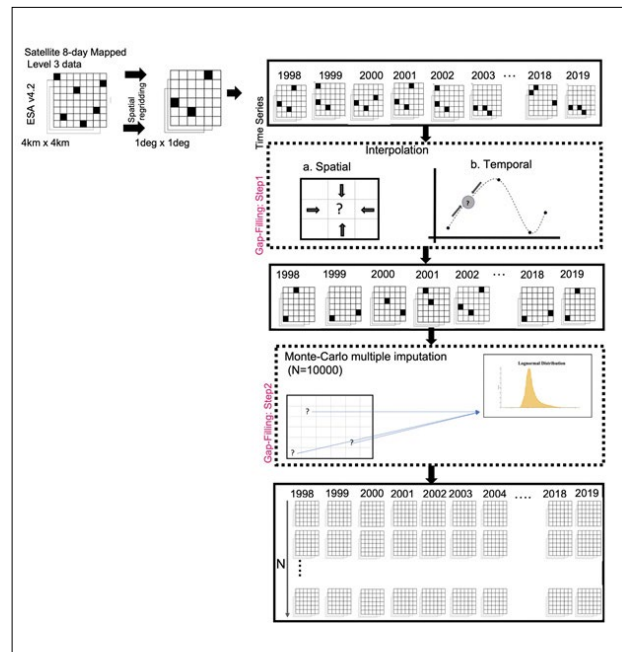 Satellite 8-day Mapped
Level 3 data
ESA v4.2
Spatial
regridding
4km x 4km
1deg x 1deg
Time Series
1998 1999 2000 2001 2002 2003 ... 2018 2019
Gap-Filling: Step1
Interpolation
a. Spatial
b. Temporal
?
?
1998 1999 2000 2001 2002 ... 2018 2019
Gap-Filling: Step2
Monte-Carlo multiple imputation
(N=10000)
Lognormal Distribution
?
?
?
1998 1999 2000 2001 2002 2003 2004 .... 2018 2019
N